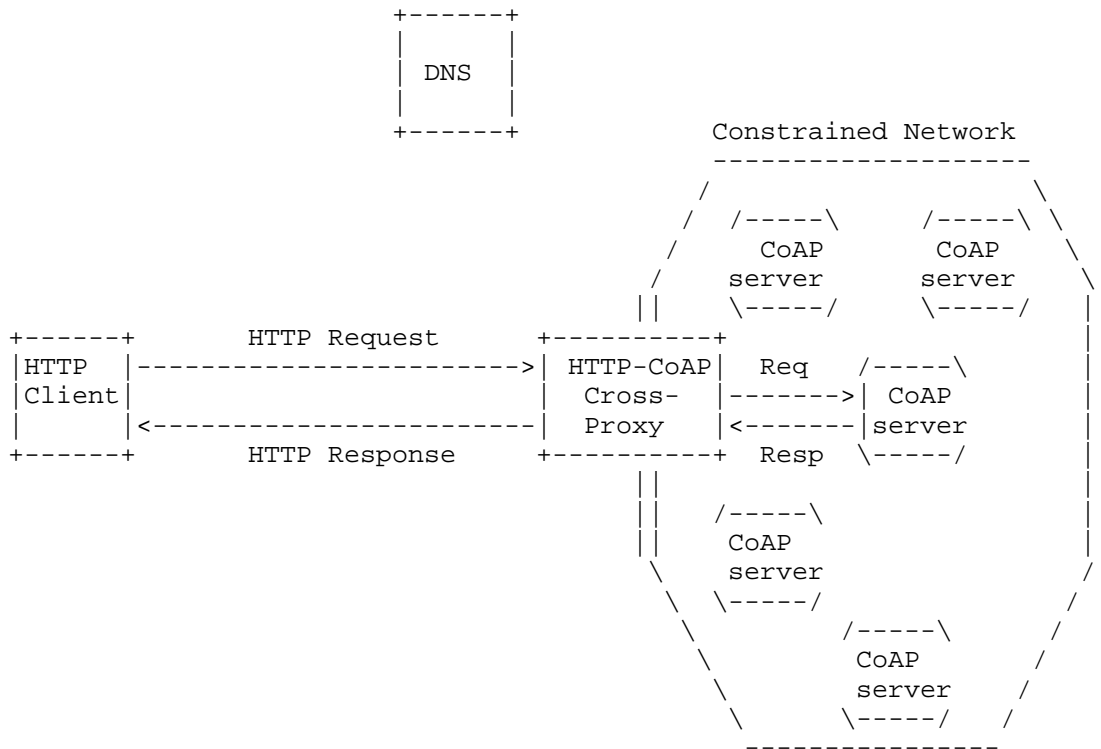 DNS
Constrained Network
CoAP CoAP
server server
HTTP Request
HTTP HTTP-CoAP Req
Client Cross- CoAP
Proxy server
HTTP Response Resp
CoAP
server
CoAP
server